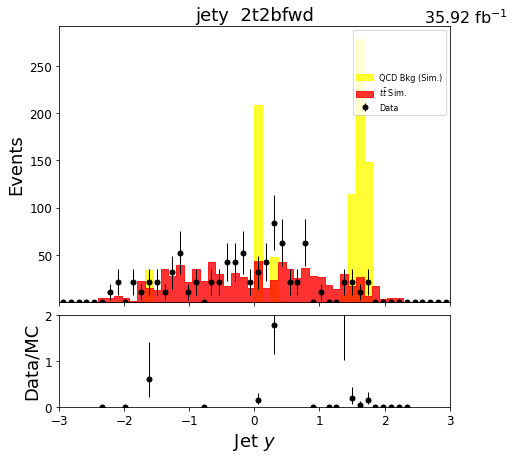 jety 2t2bfwd
35.92 fb⁻¹
QCD Bkg (Sim.)
tt̄ Sim.
Data
Events
250
200
150
100
50
Data/MC
2
1
0
−3 −2 −1 0 1 2 3
Jet y